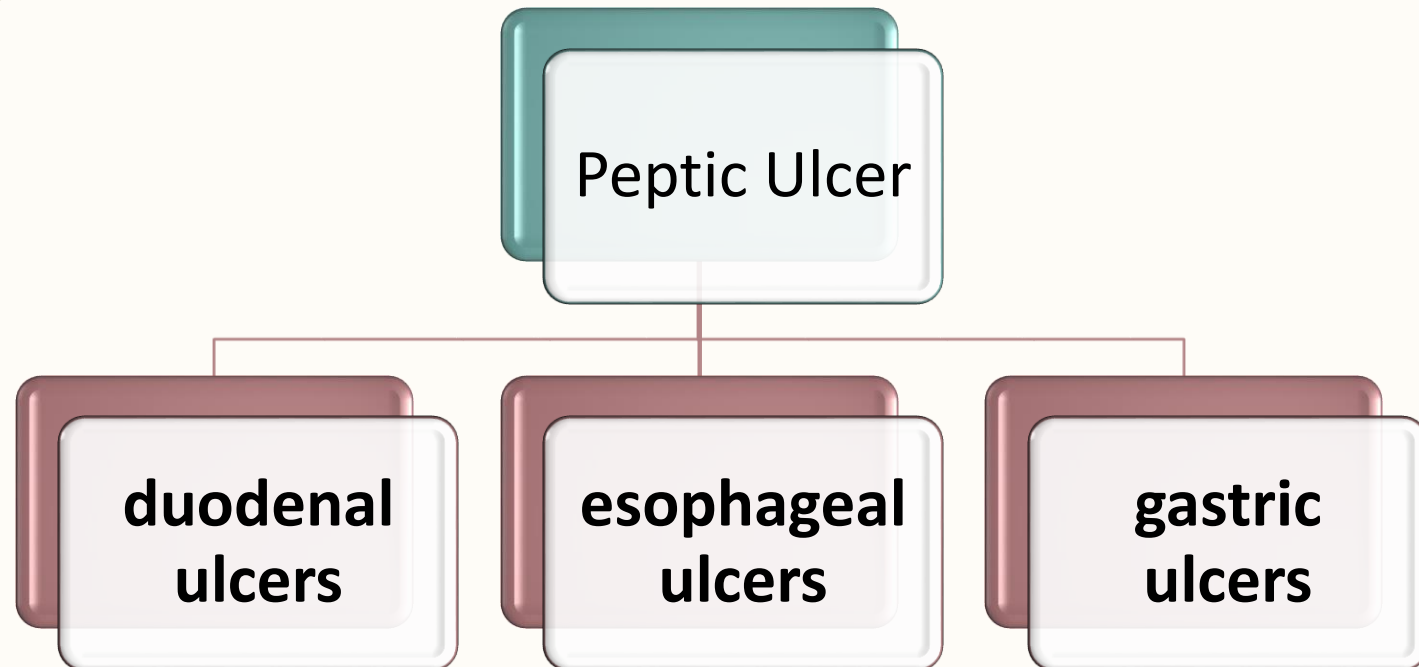 Peptic Ulcer
duodenal
ulcers
esophageal
ulcers
gastric
ulcers